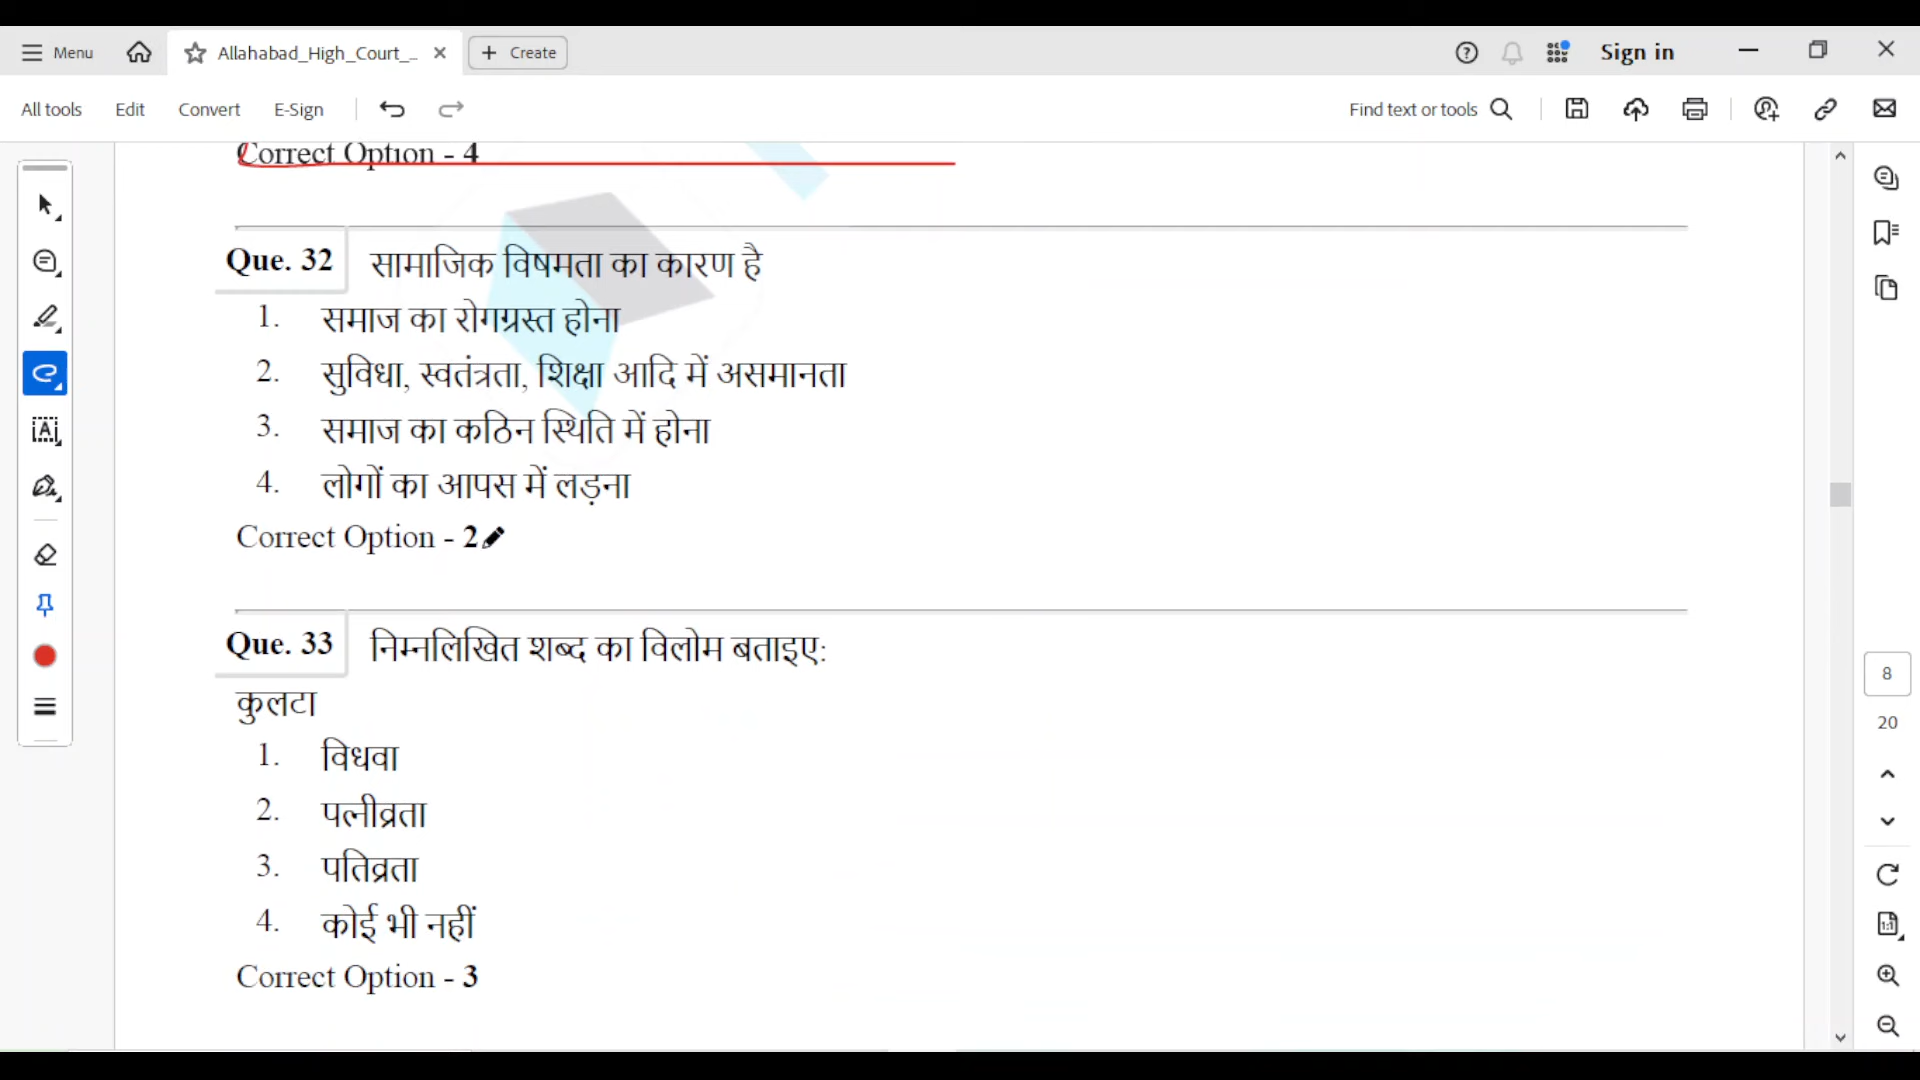 Menu
Allahabad_High_Court_...
Create
Sign in
All tools
Edit
Convert
E-Sign
Find text or tools
Correct Option - 4
Que. 32 सामाजिक विषमता का कारण है
1. समाज का रोगग्रस्त होना
2. सुविधा, स्वतंत्रता, शिक्षा आदि में असमानता
3. समाज का कठिन स्थिति में होना
4. लोगों का आपस में लड़ना
Correct Option - 2
Que. 33 निम्नलिखित शब्द का विलोम बताइए:
कुलटा
1. विधवा
2. पत्नीव्रता
3. पतिव्रता
4. कोई भी नहीं
Correct Option - 3
8
20